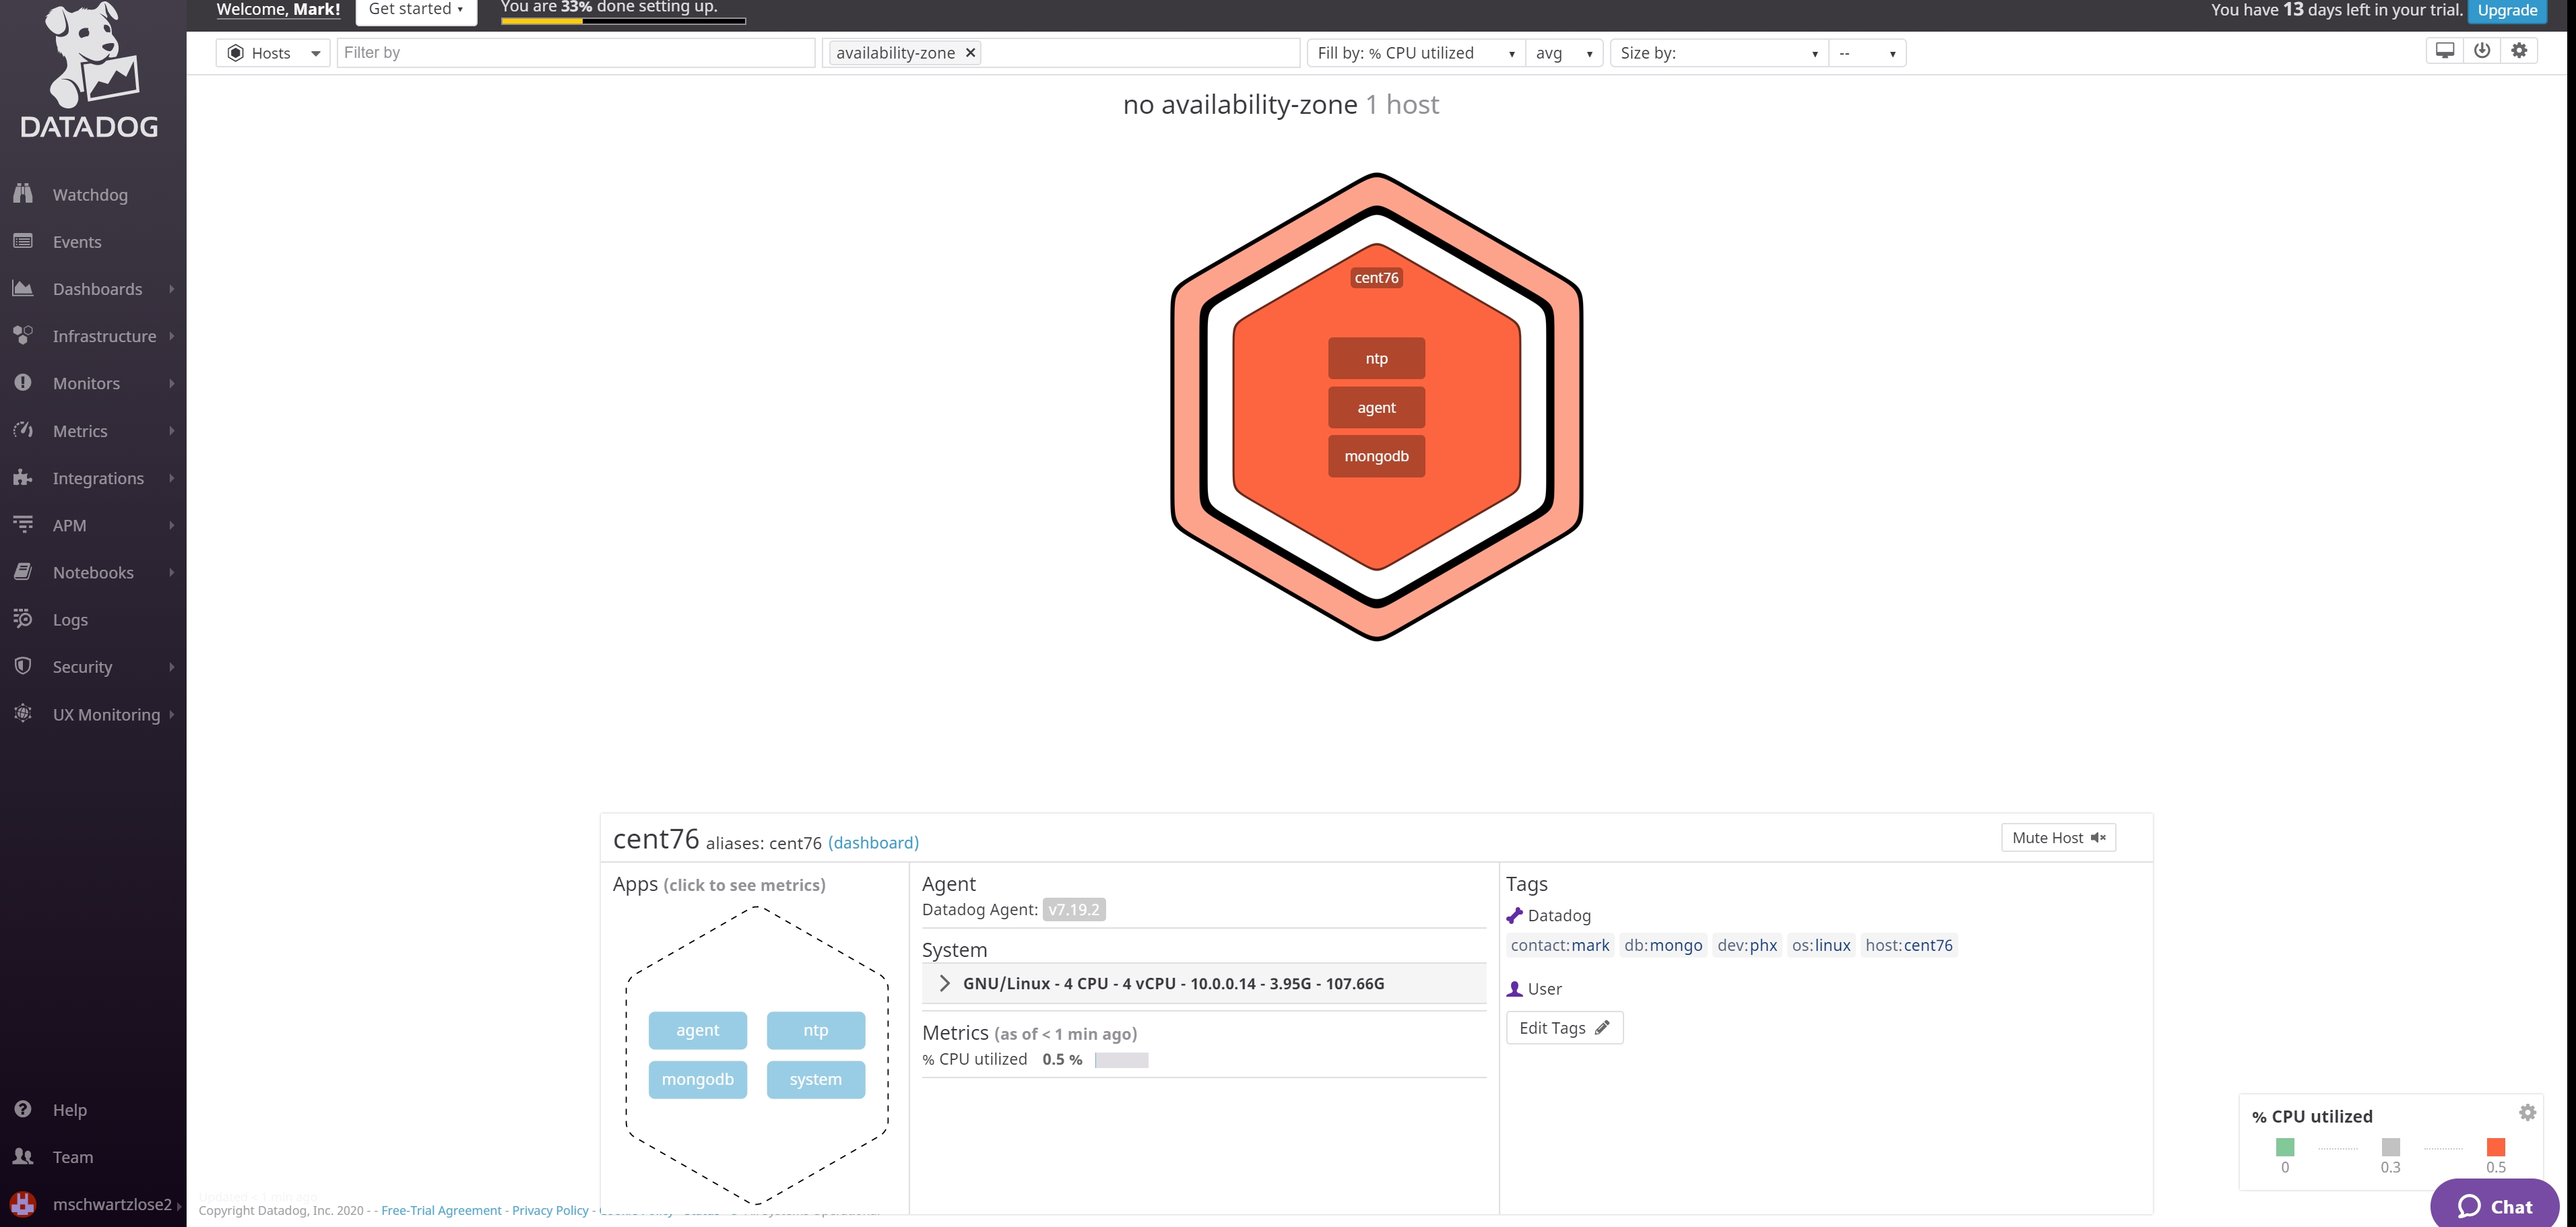 Welcome, Mark!
Get started
You are 33% done setting up.
You have 13 days left in your trial.
Upgrade
DATADOG
Watchdog
Events
Dashboards
Infrastructure
Monitors
Metrics
Integrations
APM
Notebooks
Logs
Security
UX Monitoring
Help
Team
mschwartzlose2
Hosts
Filter by
availability-zone ×
Fill by: % CPU utilized
avg
Size by:
--
no availability-zone 1 host
cent76
ntp
agent
mongodb
cent76 aliases: cent76 (dashboard)
Mute Host
Apps (click to see metrics)
agent
ntp
mongodb
system
Agent
Datadog Agent: v7.19.2
System
GNU/Linux - 4 CPU - 4 vCPU - 10.0.0.14 - 3.95G - 107.66G
Metrics (as of < 1 min ago)
% CPU utilized 0.5 %
Tags
Datadog
contact:mark db:mongo dev:phx os:linux host:cent76
User
Edit Tags
% CPU utilized
0 0.3 0.5
Chat
Updated < 1 min ago
Copyright Datadog, Inc. 2020 - - Free-Trial Agreement - Privacy Policy -